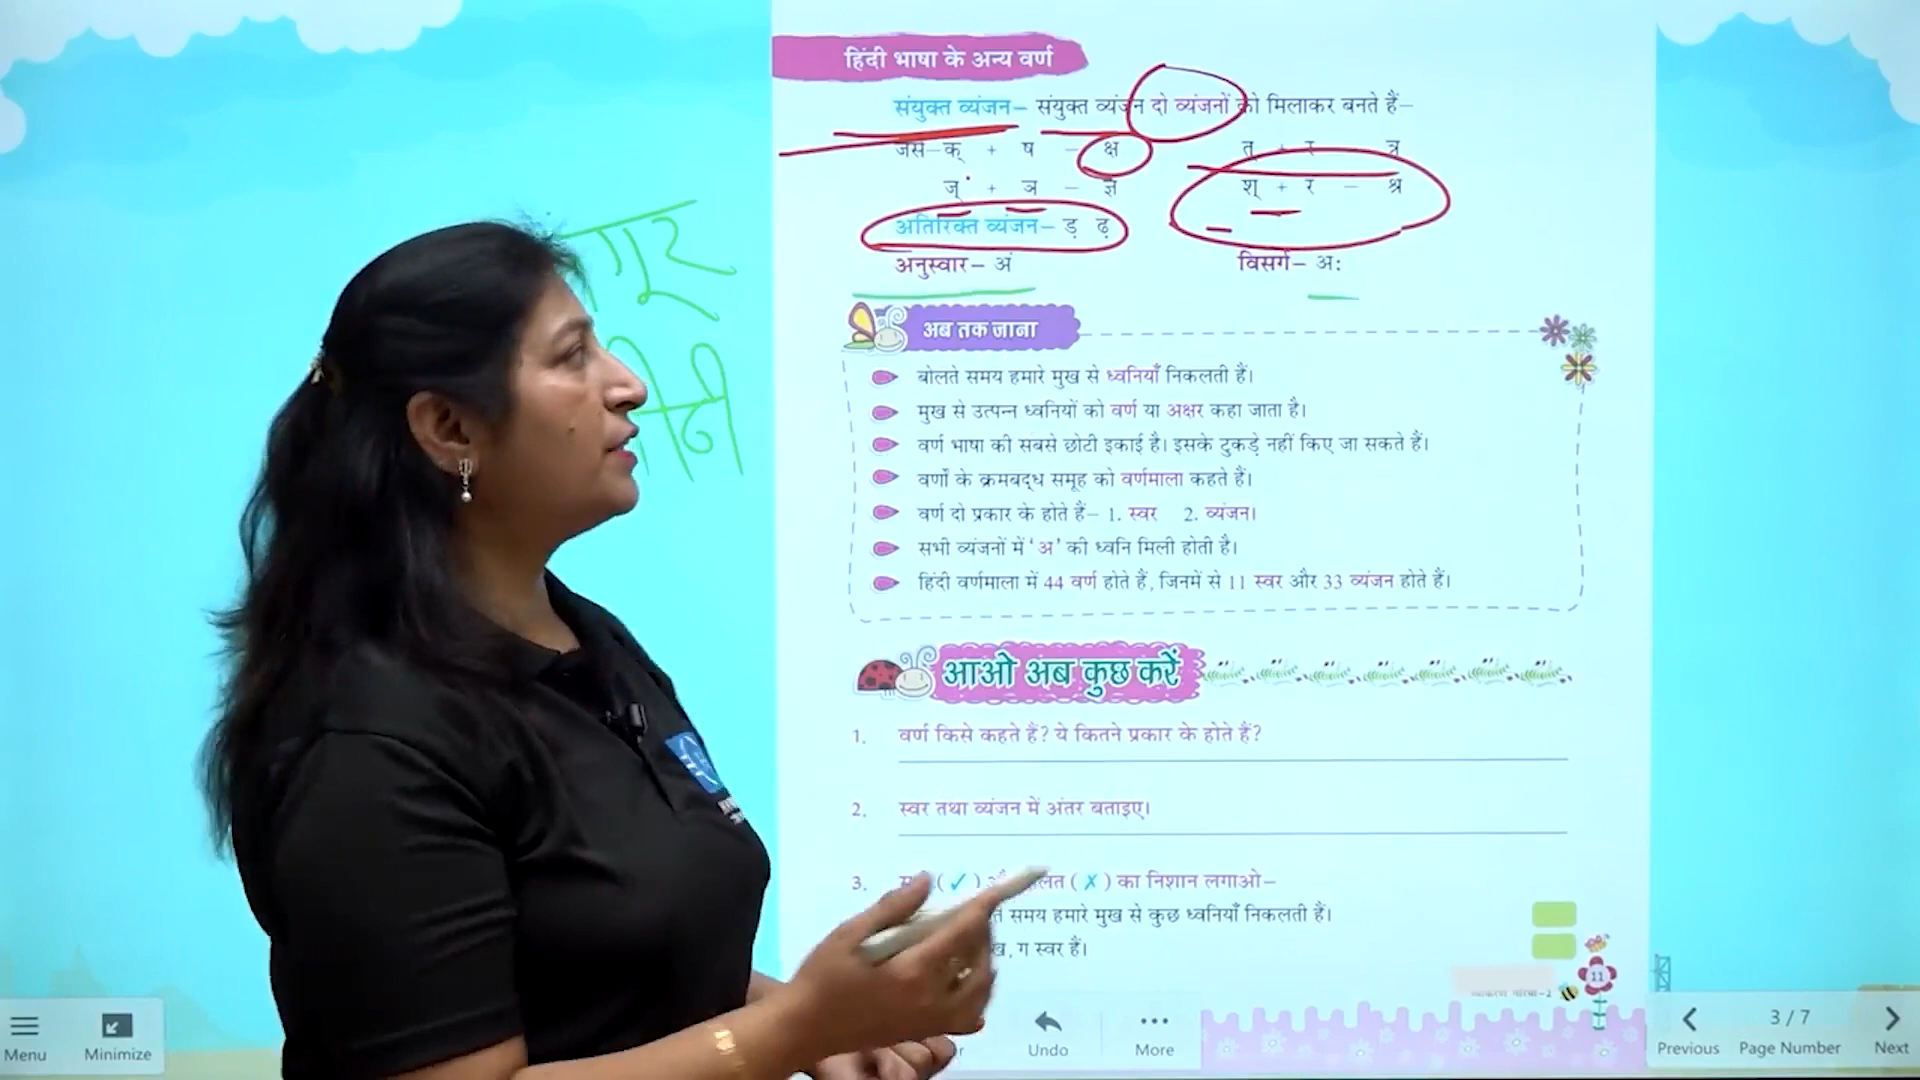 हिंदी भाषा के अन्य वर्ण
संयुक्त व्यंजन– संयुक्त व्यंजन दो व्यंजनों को मिलाकर बनते हैं–
जैसे–क् + ष – क्ष त् + र – त्र
ज् + ञ – ज्ञ श् + र – श्र
अतिरिक्त व्यंजन– ड़ ढ़
अनुस्वार– अं विसर्ग– अः
अब तक जाना
बोलते समय हमारे मुख से ध्वनियाँ निकलती हैं।
मुख से उत्पन्न ध्वनियों को वर्ण या अक्षर कहा जाता है।
वर्ण भाषा की सबसे छोटी इकाई है। इसके टुकड़े नहीं किए जा सकते हैं।
वर्णों के क्रमबद्ध समूह को वर्णमाला कहते हैं।
वर्ण दो प्रकार के होते हैं– 1. स्वर 2. व्यंजन।
सभी व्यंजनों में ‘अ’ की ध्वनि मिली होती है।
हिंदी वर्णमाला में 44 वर्ण होते हैं, जिनमें से 11 स्वर और 33 व्यंजन होते हैं।
आओ अब कुछ करें
1. वर्ण किसे कहते हैं? ये कितने प्रकार के होते हैं?
2. स्वर तथा व्यंजन में अंतर बताइए।
3. (✓) (✗) का निशान लगाओ–
समय हमारे मुख से कुछ ध्वनियाँ निकलती हैं।
ख, ग स्वर हैं।
11
Menu Minimize Undo More Previous 3 / 7 Page Number Next